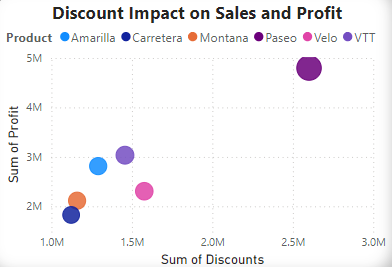 Discount Impact on Sales and Profit
Product Amarilla Carretera Montana Paseo Velo VTT
5M
4M
3M
2M
Sum of Profit
1.0M 1.5M 2.0M 2.5M 3.0M
Sum of Discounts